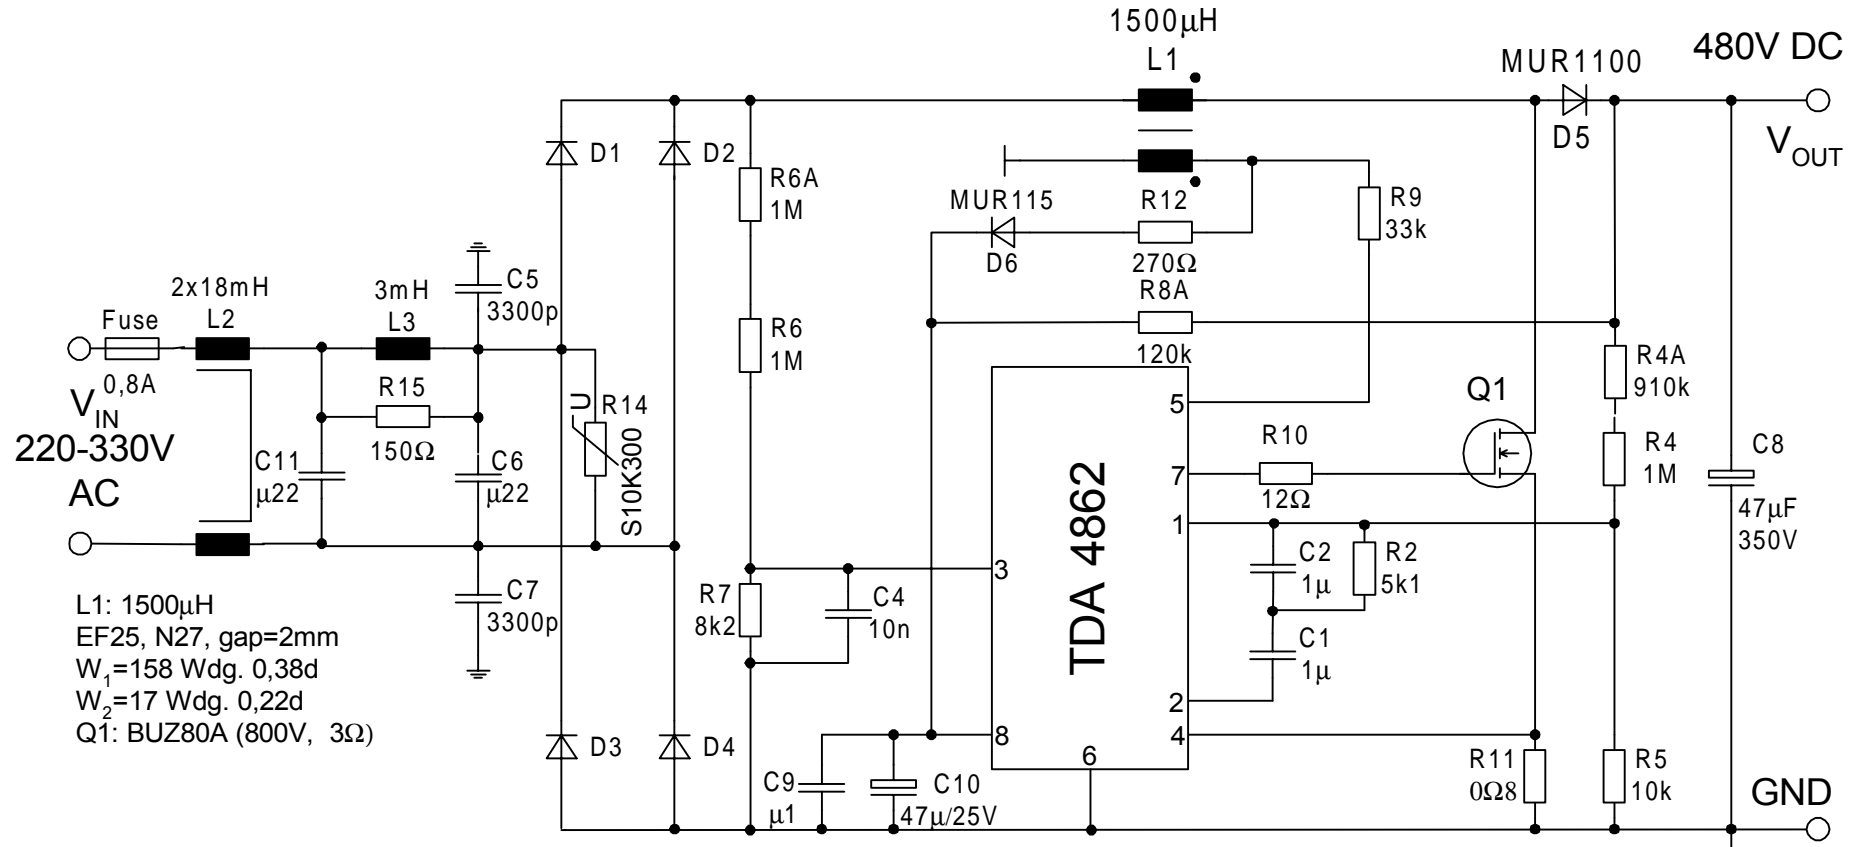 1500μH
L1
480V DC
MUR1100
D5
V OUT
D1
D2
R6A
1M
MUR115
R12
R9
33k
D6
270Ω
R8A
120k
2x18mH
L2
3mH
L3
C5
3300p
Fuse
0,8A
R6
1M
R4A
910k
V IN
220-330V
AC
R15
150Ω
U
R14
S10K300
5
Q1
R10
12Ω
R4
1M
C8
47μF
350V
C11
μ22
C6
μ22
7
1
TDA 4862
C2
1μ
R2
5k1
3
R7
8k2
C4
10n
C7
3300p
C1
1μ
2
L1: 1500μH
EF25, N27, gap=2mm
W1=158 Wdg. 0,38d
W2=17 Wdg. 0,22d
Q1: BUZ80A (800V, 3Ω)
D3
D4
8
4
6
C9
μ1
C10
47μ/25V
R11
0Ω8
R5
10k
GND